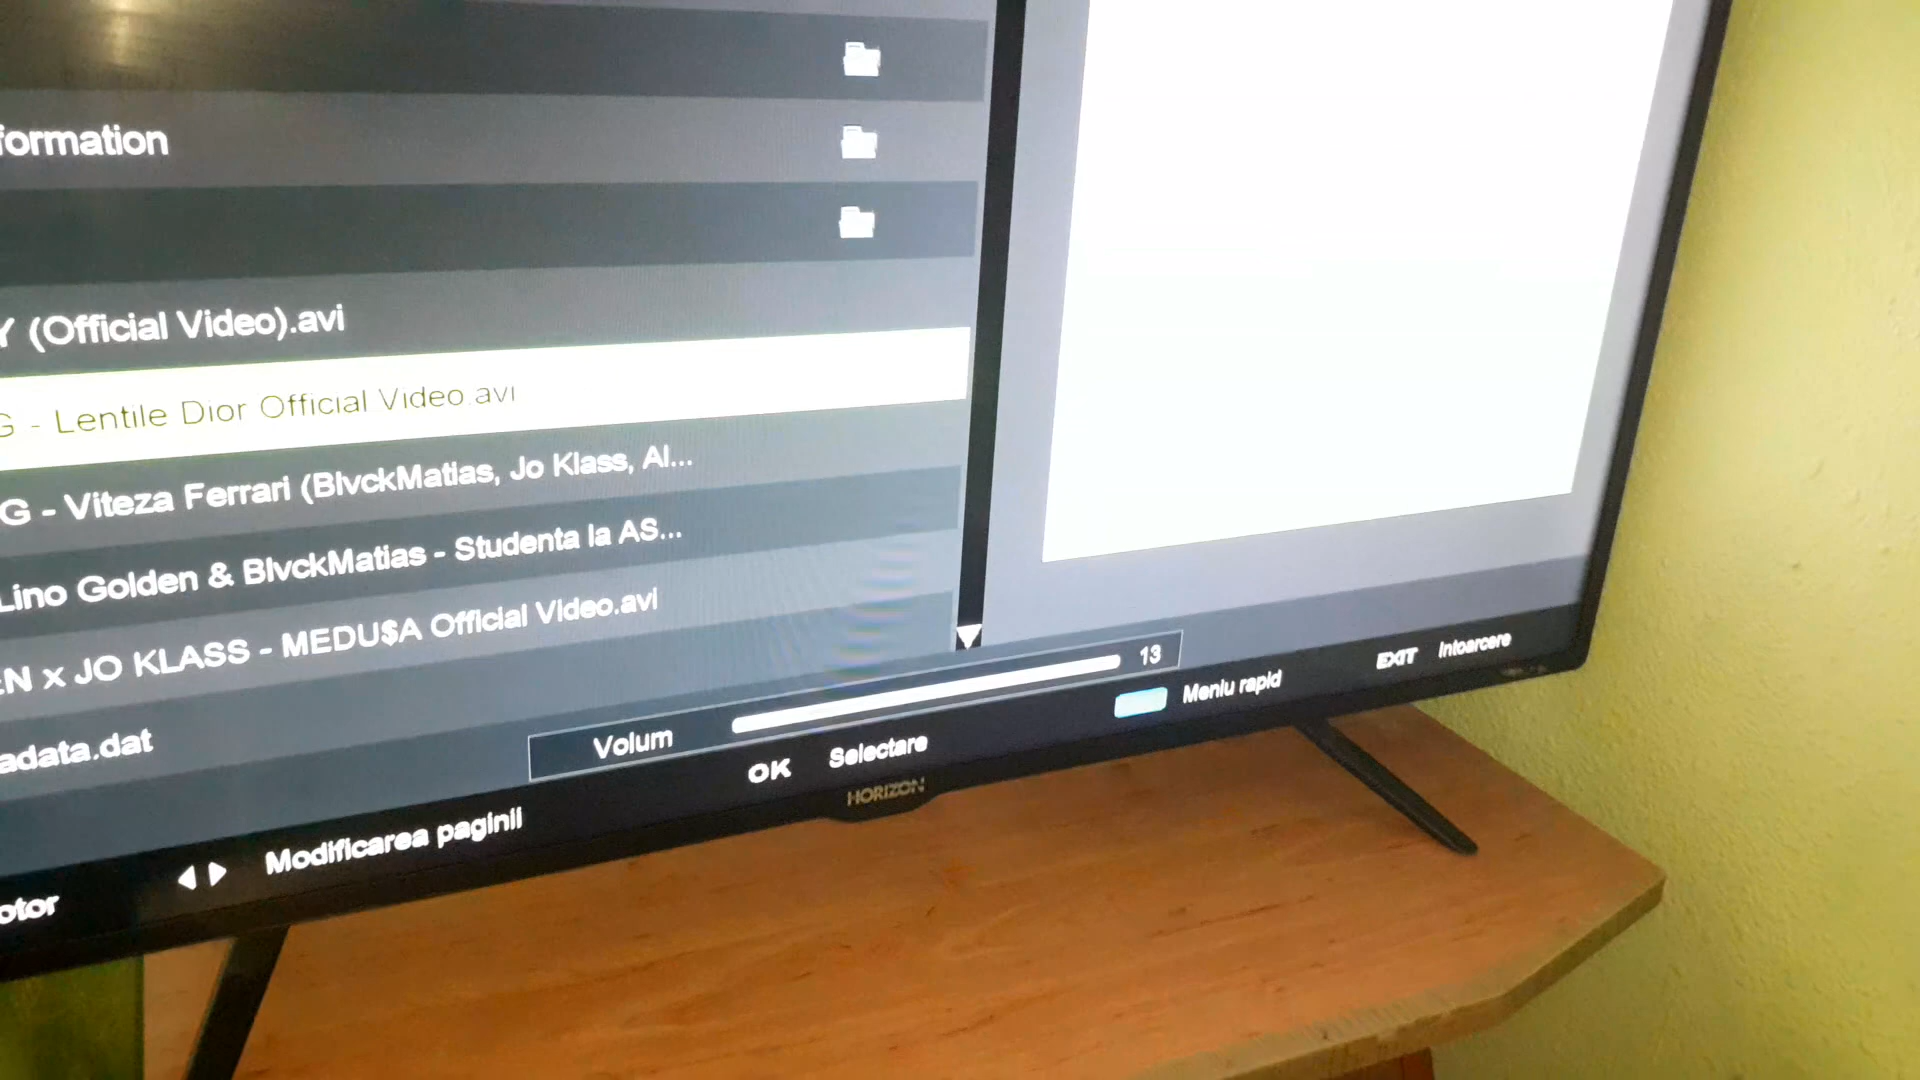 formation
Y (Official Video).avi
G - Lentile Dior Official Video.avi
G - Viteza Ferrari (BlvckMatias, Jo Klass, Al...
Lino Golden & BlvckMatias - Studenta la AS...
EN x JO KLASS - MEDU$A Official Video.avi
adata.dat
Volum 13
otor Modificarea paginii OK Selectare Meniu rapid EXIT Intoarcere
HORIZON